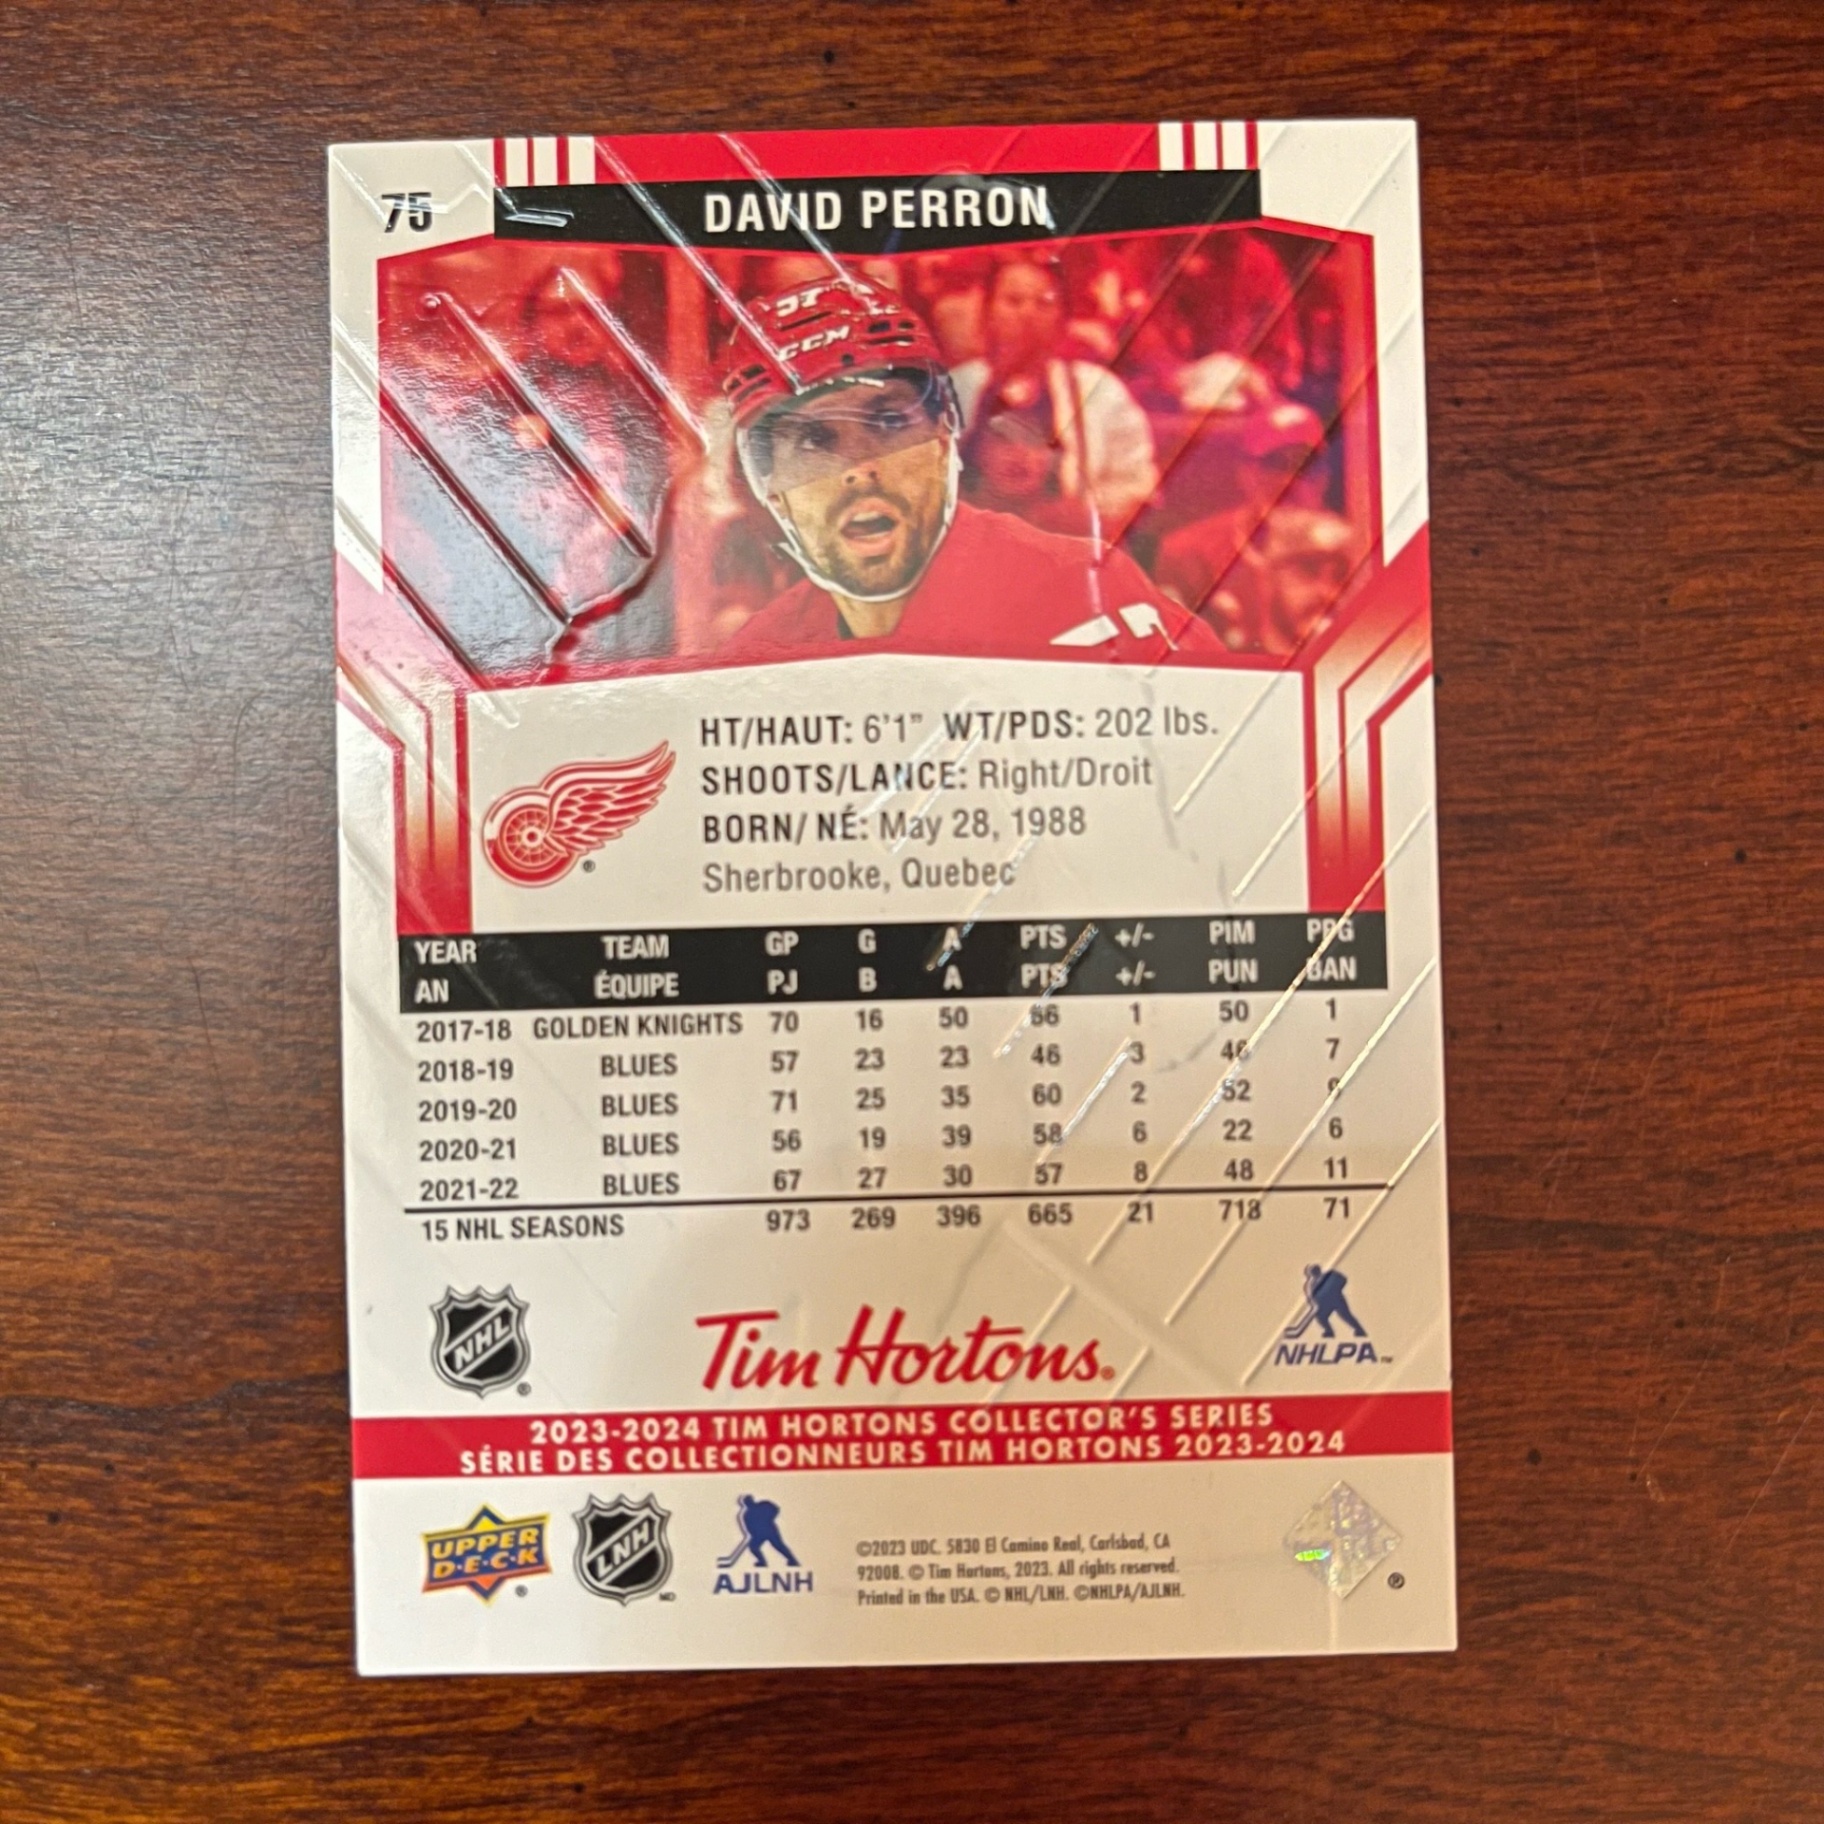 75
DAVID PERRON
57
CCM
HT/HAUT: 6'1" WT/PDS: 202 lbs.
SHOOTS/LANCE: Right/Droit
BORN/ NÉ: May 28, 1988
Sherbrooke, Quebec
®
YEAR TEAM GP G A PTS +/- PIM PPG
AN ÉQUIPE PJ B A PTS +/- PUN BAN
2017-18 GOLDEN KNIGHTS 70 16 50 66 1 50 1
2018-19 BLUES 57 23 23 46 3 46 7
2019-20 BLUES 71 25 35 60 2 52 9
2020-21 BLUES 56 19 39 58 6 22 6
2021-22 BLUES 67 27 30 57 8 48 11
15 NHL SEASONS 973 269 396 665 21 718 71
NHL ®
Tim Hortons®
NHLPA™
2023-2024 TIM HORTONS COLLECTOR'S SERIES
SÉRIE DES COLLECTIONNEURS TIM HORTONS 2023-2024
UPPER
D·E·C·K ®
LNH MD
AJLNH
©2023 UDC. 5830 El Camino Real, Carlsbad, CA
92008. © Tim Hortons, 2023. All rights reserved.
Printed in the USA. © NHL/LNH. ©NHLPA/AJLNH.
®